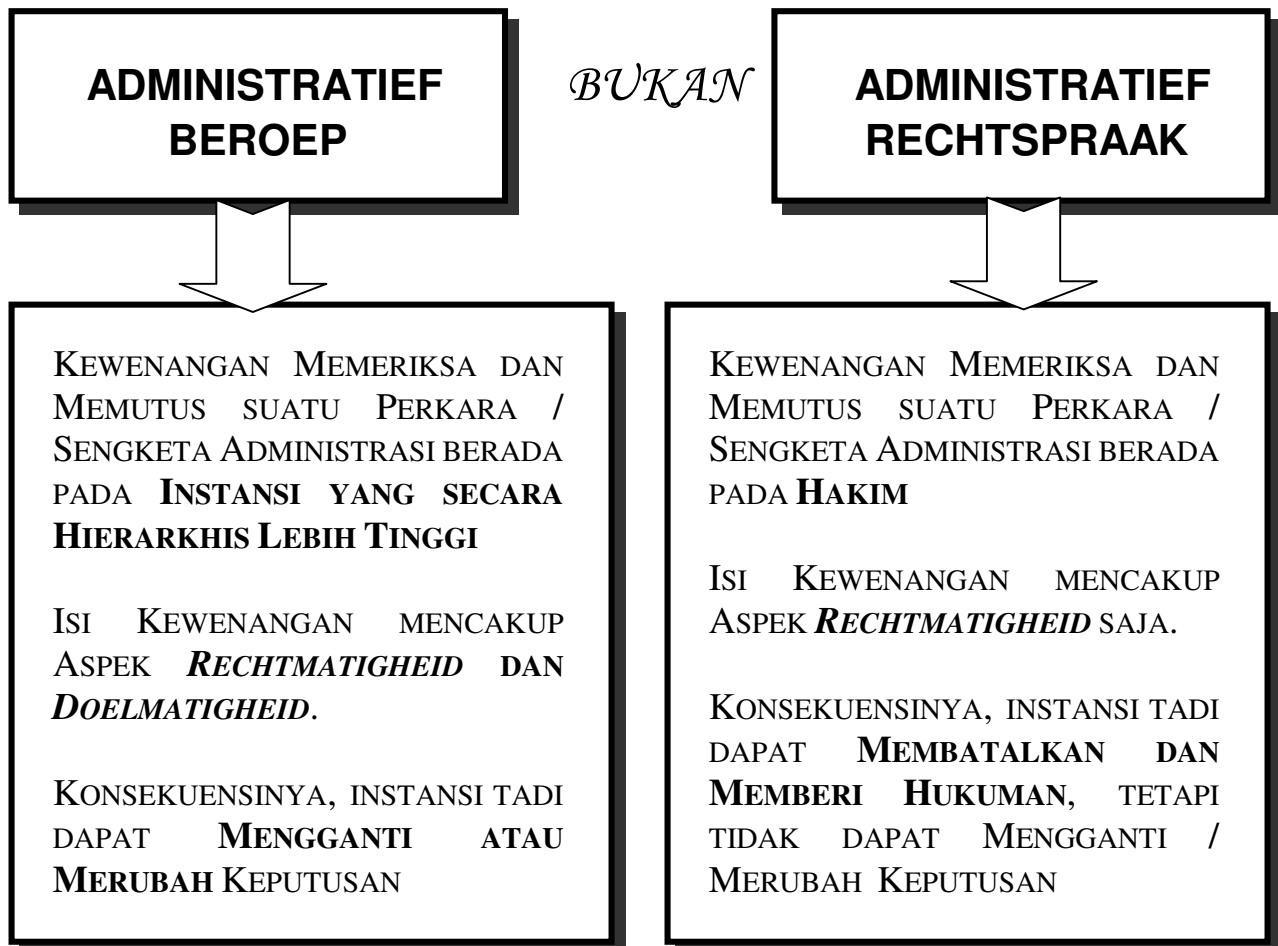 ADMINISTRATIEF
BEROEP
BUKAN
ADMINISTRATIEF
RECHTSPRAAK
KEWENANGAN MEMERIKSA DAN
MEMUTUS SUATU PERKARA /
SENGKETA ADMINISTRASI BERADA
PADA INSTANSI YANG SECARA
HIERARKHIS LEBIH TINGGI
ISI KEWENANGAN MENCAKUP
ASPEK RECHTMATIGHEID DAN
DOELMATIGHEID.
KONSEKUENSINYA, INSTANSI TADI
DAPAT MENGGANTI ATAU
MERUBAH KEPUTUSAN
KEWENANGAN MEMERIKSA DAN
MEMUTUS SUATU PERKARA /
SENGKETA ADMINISTRASI BERADA
PADA HAKIM
ISI KEWENANGAN MENCAKUP
ASPEK RECHTMATIGHEID SAJA.
KONSEKUENSINYA, INSTANSI TADI
DAPAT MEMBATALKAN DAN
MEMBERI HUKUMAN, TETAPI
TIDAK DAPAT MENGGANTI /
MERUBAH KEPUTUSAN